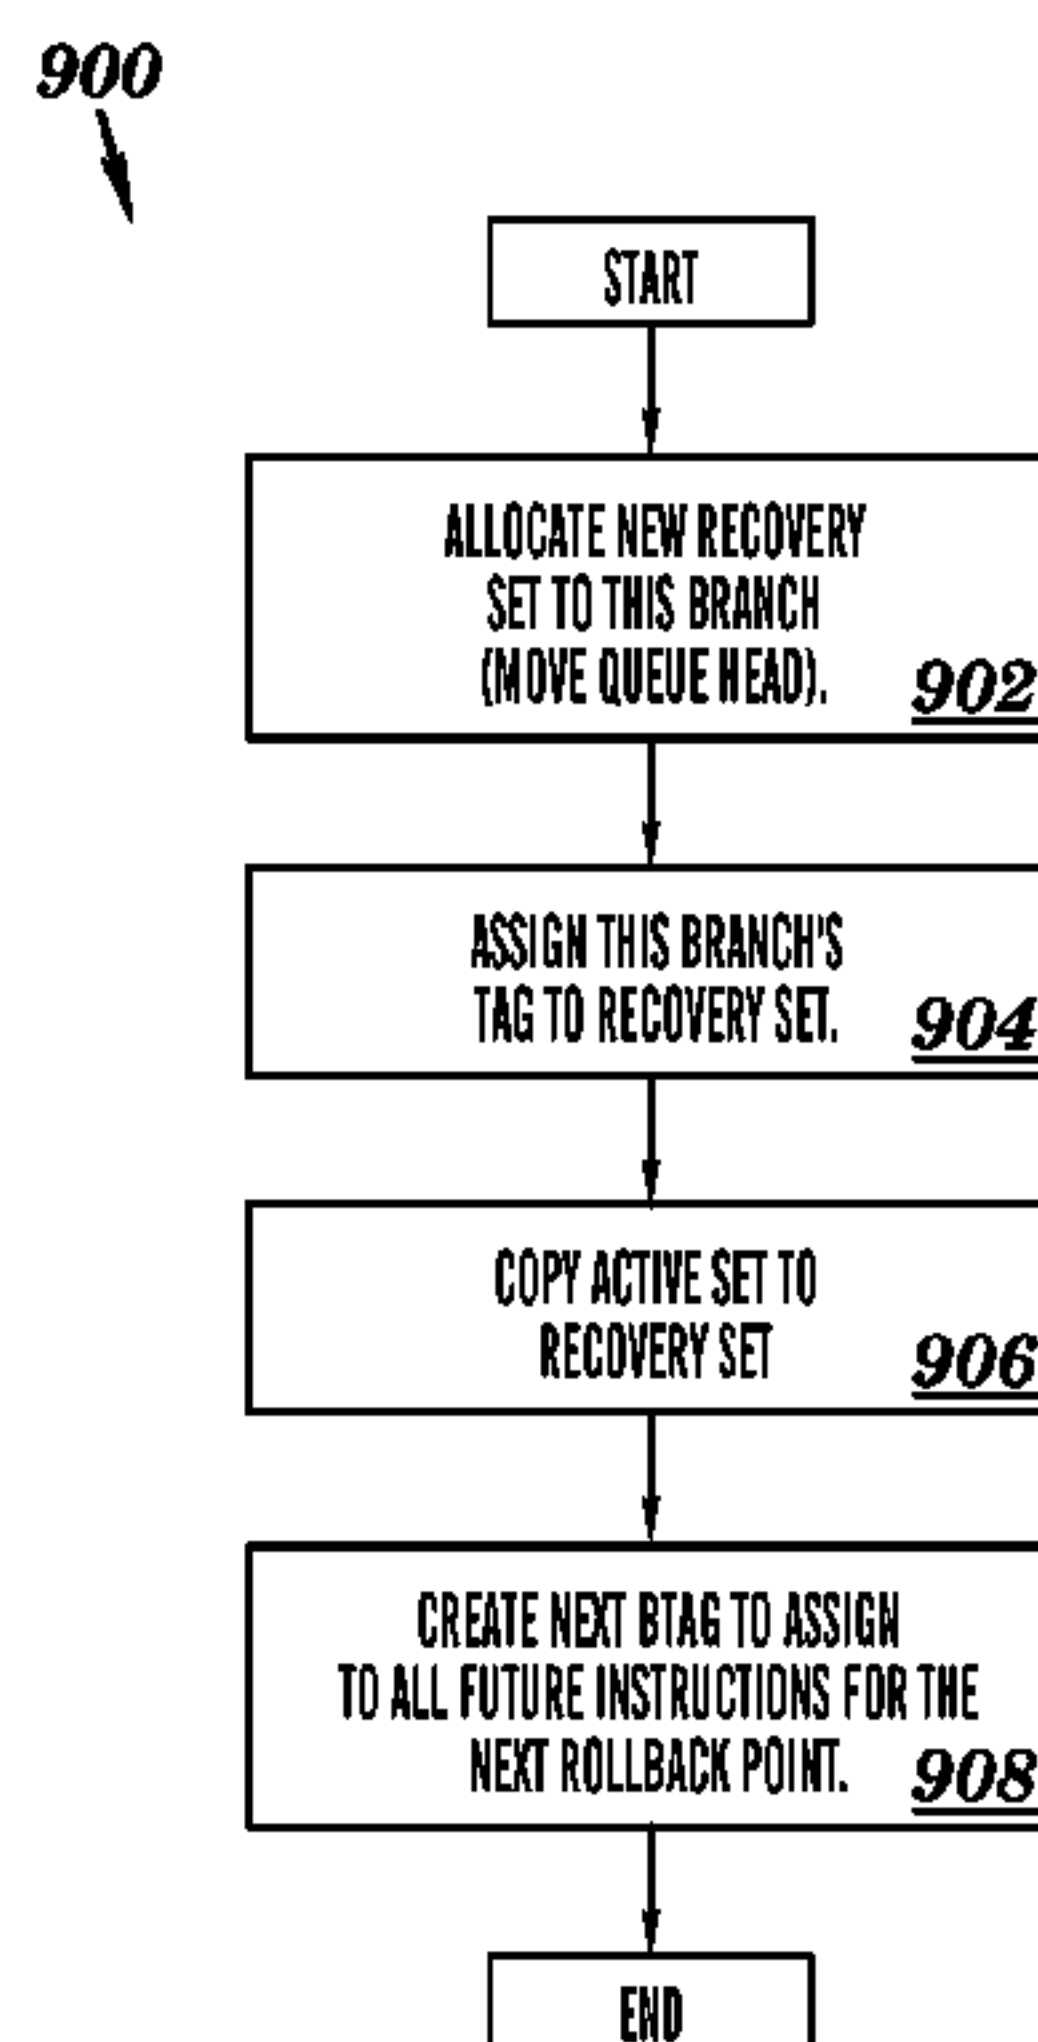 900
START
ALLOCATE NEW RECOVERY
SET TO THIS BRANCH
(MOVE QUEUE HEAD).
902
ASSIGN THIS BRANCH'S
TAG TO RECOVERY SET.
904
COPY ACTIVE SET TO
RECOVERY SET
906
CREATE NEXT BTAG TO ASSIGN
TO ALL FUTURE INSTRUCTIONS FOR THE
NEXT ROLLBACK POINT.
908
END